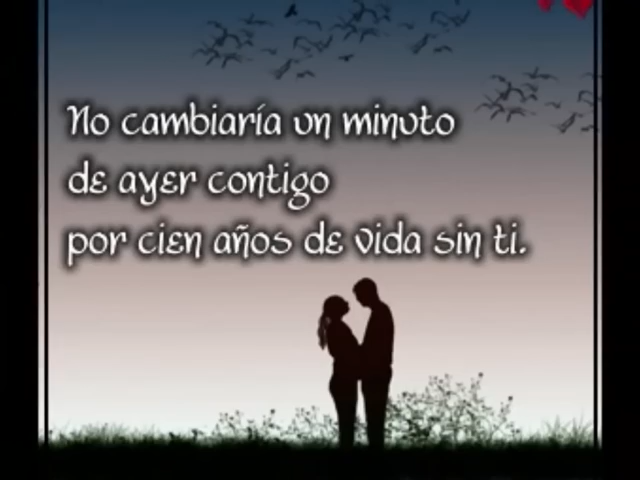 No cambiaría un minuto
de ayer contigo
por cien años de vida sin ti.